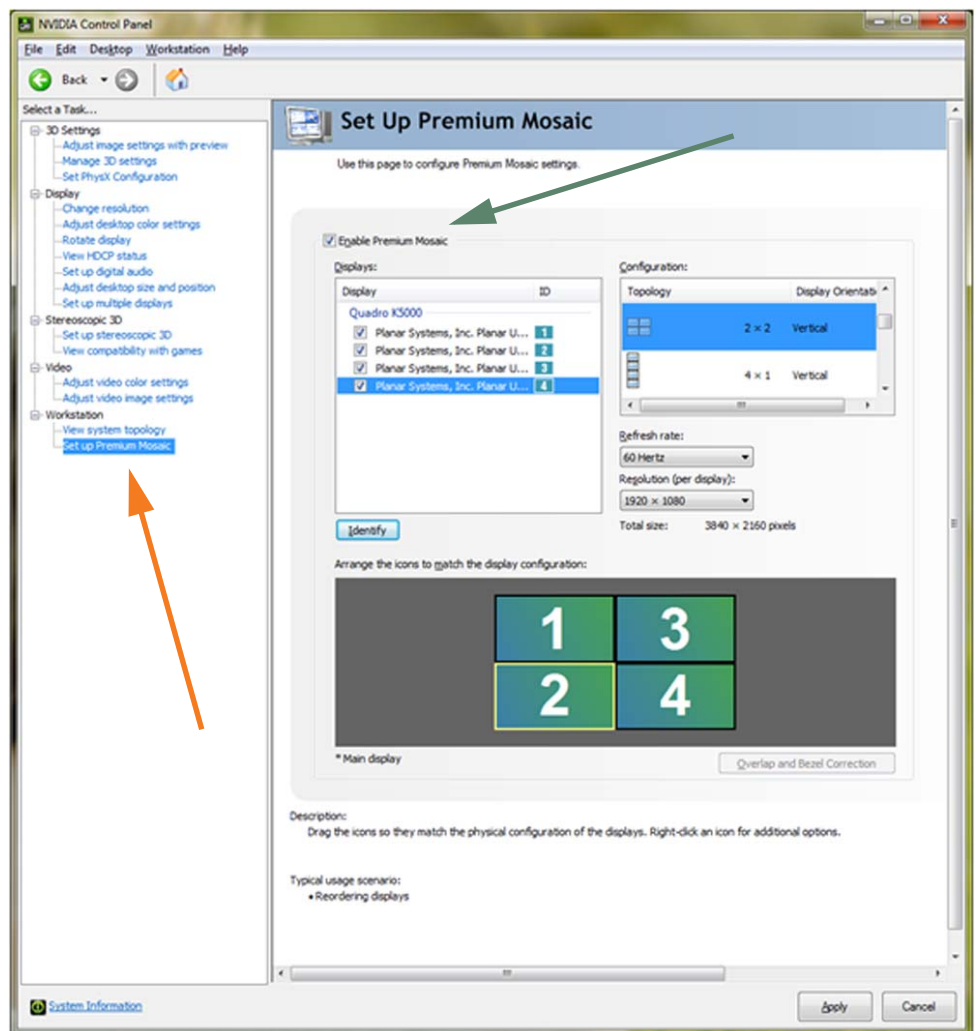 NVIDIA Control Panel
File Edit Desktop Workstation Help
Back
Select a Task...
3D Settings
Adjust image settings with preview
Manage 3D settings
Set PhysX Configuration
Display
Change resolution
Adjust desktop color settings
Rotate display
View HDCP status
Set up digital audio
Adjust desktop size and position
Set up multiple displays
Stereoscopic 3D
Set up stereoscopic 3D
View compatibility with games
Video
Adjust video color settings
Adjust video image settings
Workstation
View system topology
Set up Premium Mosaic
Set Up Premium Mosaic
Use this page to configure Premium Mosaic settings.
Enable Premium Mosaic
Displays:
Display ID
Quadro K5000
Planar Systems, Inc. Planar U... 1
Planar Systems, Inc. Planar U... 2
Planar Systems, Inc. Planar U... 3
Planar Systems, Inc. Planar U... 4
Identify
Configuration:
Topology Display Orientati
2 × 2 Vertical
4 × 1 Vertical
Refresh rate:
60 Hertz
Resolution (per display):
1920 × 1080
Total size: 3840 × 2160 pixels
Arrange the icons to match the display configuration:
1 3
2 4
* Main display
Overlap and Bezel Correction
Description:
Drag the icons so they match the physical configuration of the displays. Right-click an icon for additional options.
Typical usage scenario:
• Reordering displays
System Information
Apply Cancel